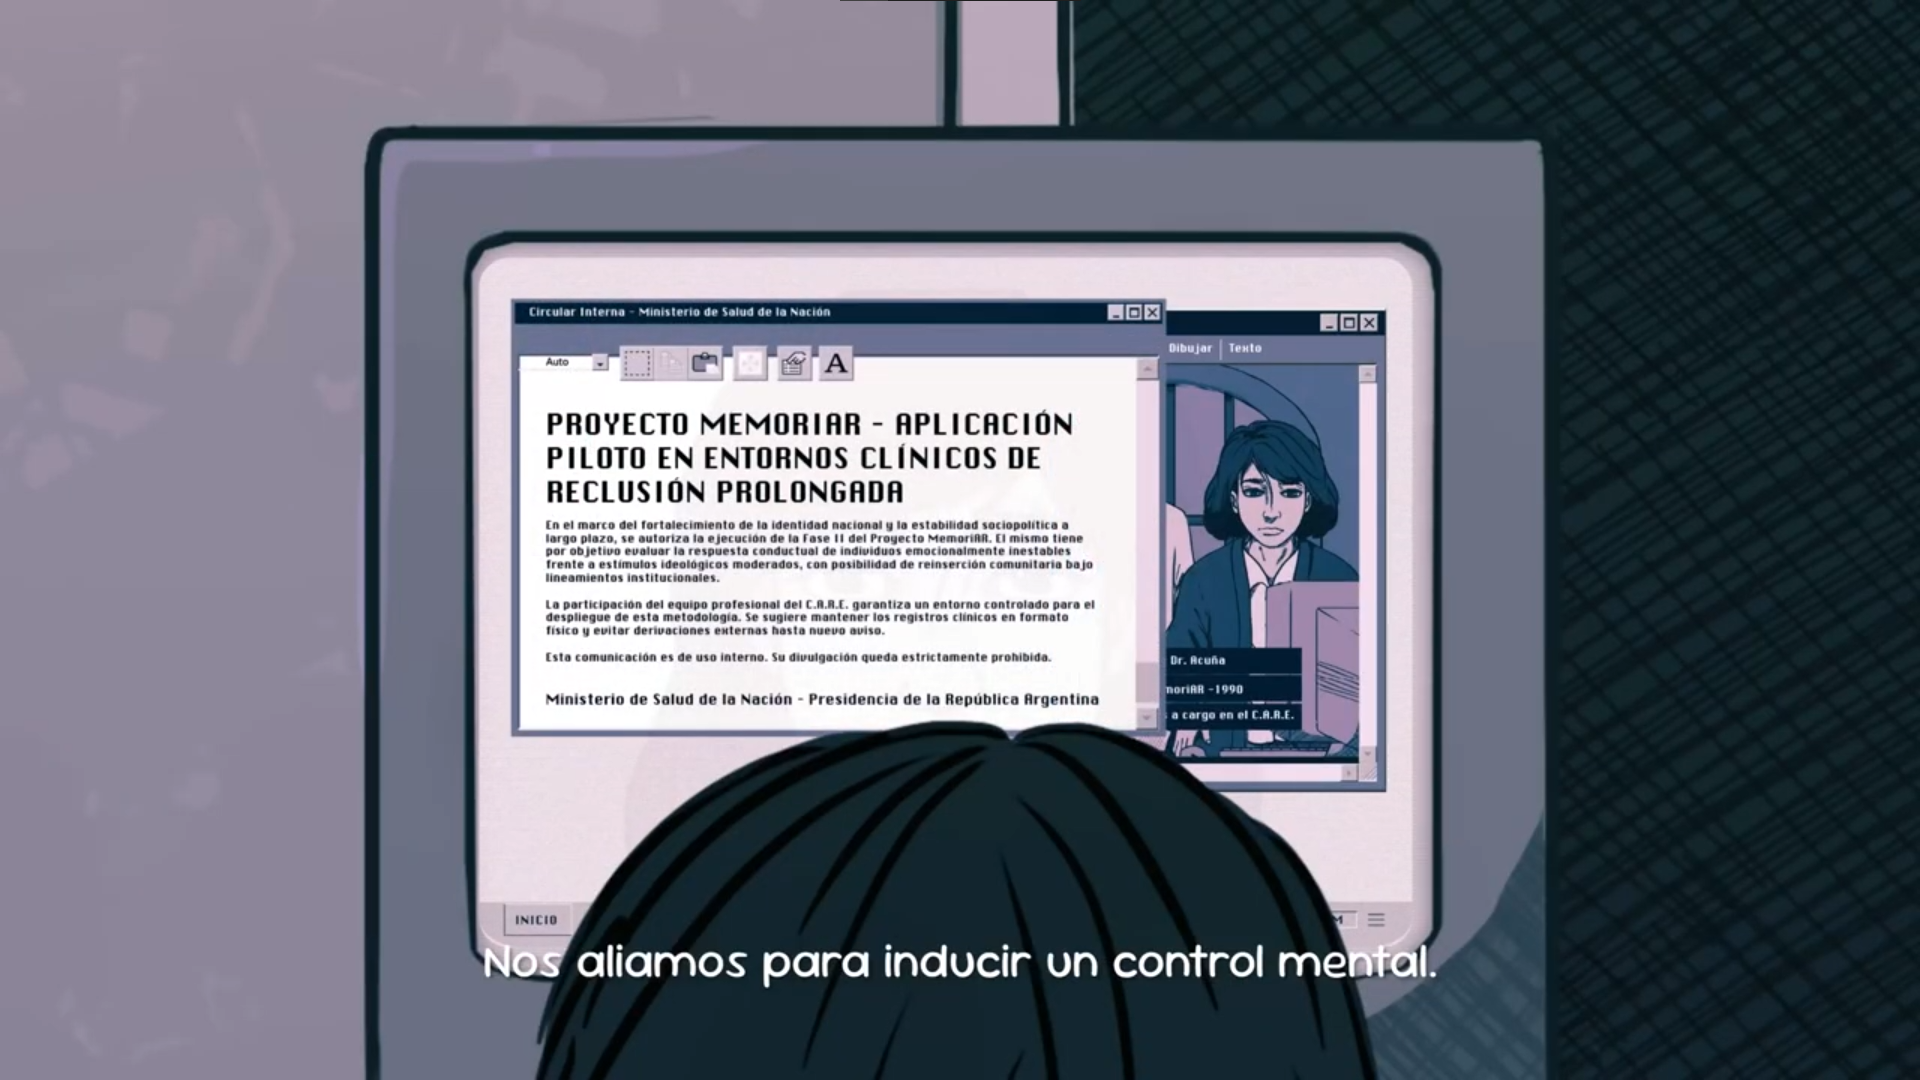 Circular Interna - Ministerio de Salud de la Nación
Auto
A
PROYECTO MEMORIAR - APLICACIÓN
PILOTO EN ENTORNOS CLÍNICOS DE
RECLUSIÓN PROLONGADA
En el marco del fortalecimiento de la identidad nacional y la estabilidad sociopolítica a
largo plazo, se autoriza la ejecución de la Fase II del Proyecto MemoriAR. El mismo tiene
por objetivo evaluar la respuesta conductual de individuos emocionalmente inestables
frente a estímulos ideológicos moderados, con posibilidad de reinserción comunitaria bajo
lineamientos institucionales.
La participación del equipo profesional del C.A.R.E. garantiza un entorno controlado para el
despliegue de esta metodología. Se sugiere mantener los registros clínicos en formato
físico y evitar derivaciones externas hasta nuevo aviso.
Esta comunicación es de uso interno. Su divulgación queda estrictamente prohibida.
Ministerio de Salud de la Nación - Presidencia de la República Argentina
Dibujar | Texto
Dr. Acuña
moriAR -1990
a cargo en el C.A.R.E.
INICIO
M
Nos aliamos para inducir un control mental.